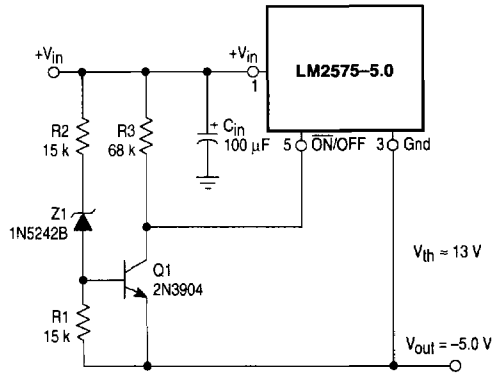 +Vin
+Vin
1
LM2575–5.0
R2
15 k
R3
68 k
+
Cin
100 µF
5
ON/OFF
3
Gnd
Z1
1N5242B
Q1
2N3904
Vth ≈ 13 V
R1
15 k
Vout = –5.0 V